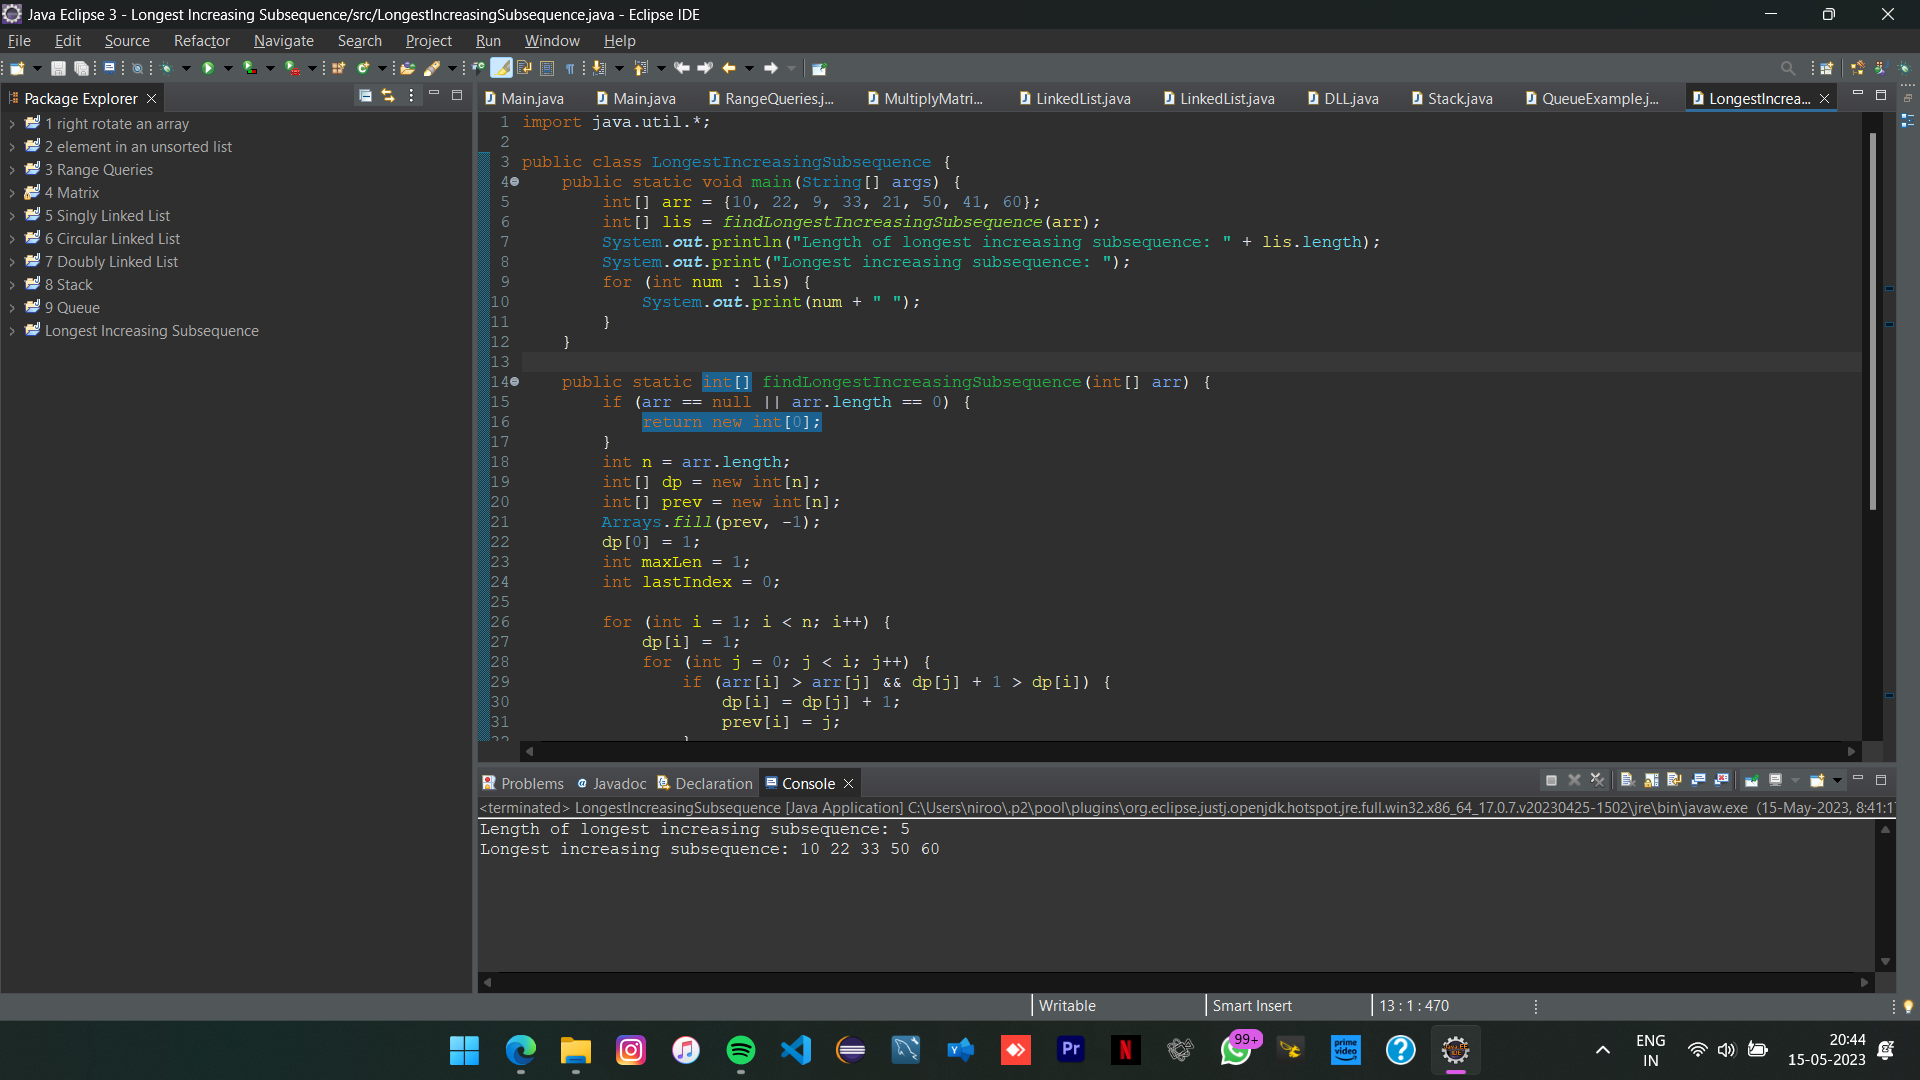 Java Eclipse 3 - Longest Increasing Subsequence/src/LongestIncreasingSubsequence.java - Eclipse IDE
File Edit Source Refactor Navigate Search Project Run Window Help
Package Explorer
Main.java Main.java RangeQueries.j... MultiplyMatri... LinkedList.java LinkedList.java DLL.java Stack.java QueueExample.j... LongestIncrea...
1 right rotate an array
2 element in an unsorted list
3 Range Queries
4 Matrix
5 Singly Linked List
6 Circular Linked List
7 Doubly Linked List
8 Stack
9 Queue
Longest Increasing Subsequence
1 import java.util.*;
2
3 public class LongestIncreasingSubsequence {
4 public static void main(String[] args) {
5 int[] arr = {10, 22, 9, 33, 21, 50, 41, 60};
6 int[] lis = findLongestIncreasingSubsequence(arr);
7 System.out.println("Length of longest increasing subsequence: " + lis.length);
8 System.out.print("Longest increasing subsequence: ");
9 for (int num : lis) {
10 System.out.print(num + " ");
11 }
12 }
13
14 public static int[] findLongestIncreasingSubsequence(int[] arr) {
15 if (arr == null || arr.length == 0) {
16 return new int[0];
17 }
18 int n = arr.length;
19 int[] dp = new int[n];
20 int[] prev = new int[n];
21 Arrays.fill(prev, -1);
22 dp[0] = 1;
23 int maxLen = 1;
24 int lastIndex = 0;
25
26 for (int i = 1; i < n; i++) {
27 dp[i] = 1;
28 for (int j = 0; j < i; j++) {
29 if (arr[i] > arr[j] && dp[j] + 1 > dp[i]) {
30 dp[i] = dp[j] + 1;
31 prev[i] = j;
Problems Javadoc Declaration Console
<terminated> LongestIncreasingSubsequence [Java Application] C:\Users\niroo\.p2\pool\plugins\org.eclipse.justj.openjdk.hotspot.jre.full.win32.x86_64_17.0.7.v20230425-1502\jre\bin\javaw.exe (15-May-2023, 8:41:1
Length of longest increasing subsequence: 5
Longest increasing subsequence: 10 22 33 50 60
Writable Smart Insert 13 : 1 : 470
99+
Pr
prime video
ENG
IN
20:44
15-05-2023